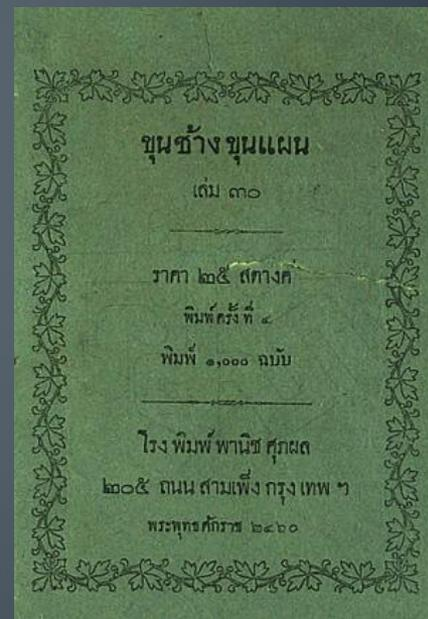 ขุนช้าง ขุนแผน
เล่ม ๓๐
ราคา ๒๕ สตางค์
พิมพ์ครั้งที่ ๔
พิมพ์ ๑,๐๐๐ ฉบับ
โรงพิมพ์พานิชศุภผล
๒๐๕ ถนนสามเพ็ง กรุงเทพ ฯ
พระพุทธศักราช ๒๔๖๐